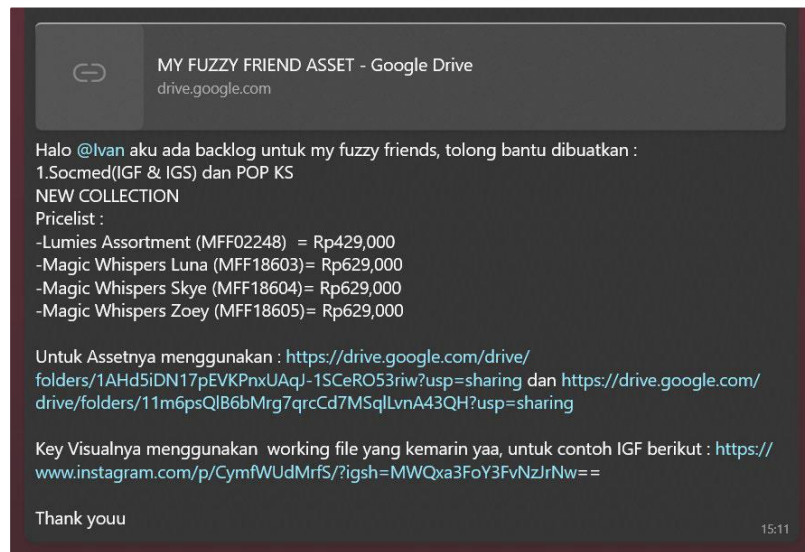 MY FUZZY FRIEND ASSET - Google Drive
drive.google.com
Halo @Ivan aku ada backlog untuk my fuzzy friends, tolong bantu dibuatkan :
1.Socmed(IGF & IGS) dan POP KS
NEW COLLECTION
Pricelist :
-Lumies Assortment (MFF02248)  = Rp429,000
-Magic Whispers Luna (MFF18603)= Rp629,000
-Magic Whispers Skye (MFF18604)= Rp629,000
-Magic Whispers Zoey (MFF18605)= Rp629,000
Untuk Assetnya menggunakan : https://drive.google.com/drive/
folders/1AHd5iDN17pEVKPnxUAqJ-1SCeRO53riw?usp=sharing dan https://drive.google.com/
drive/folders/11m6psQlB6bMrg7qrcCd7MSqlLvnA43QH?usp=sharing
Key Visualnya menggunakan  working file yang kemarin yaa, untuk contoh IGF berikut : https://
www.instagram.com/p/CymfWUdMrfS/?igsh=MWQxa3FoY3FvNzJrNw==
Thank youu
15:11